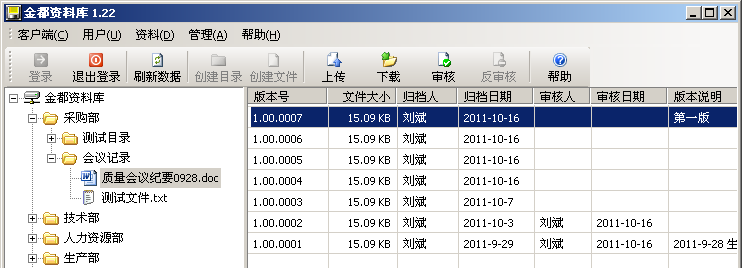 金都资料库 1.22
客户端(C) 用户(U) 资料(D) 管理(A) 帮助(H)
登录 退出登录 刷新数据 创建目录 创建文件 上传 下载 审核 反审核 帮助
金都资料库
采购部
测试目录
会议记录
质量会议纪要0928.doc
测试文件.txt
技术部
人力资源部
生产部
版本号 文件大小 归档人 归档日期 审核人 审核日期 版本说明
1.00.0007 15.09 KB 刘斌 2011-10-16 第一版
1.00.0006 15.09 KB 刘斌 2011-10-16
1.00.0005 15.09 KB 刘斌 2011-10-16
1.00.0004 15.09 KB 刘斌 2011-10-16
1.00.0003 15.09 KB 刘斌 2011-10-7
1.00.0002 15.09 KB 刘斌 2011-10-3 刘斌 2011-10-16
1.00.0001 15.09 KB 刘斌 2011-9-29 刘斌 2011-10-16 2011-9-28 生